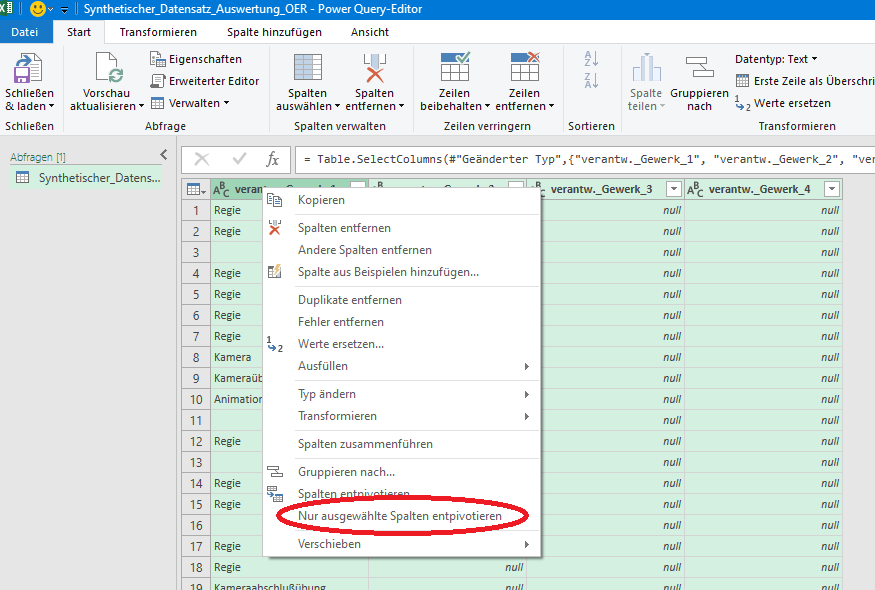 Synthetischer_Datensatz_Auswertung_OER - Power Query-Editor
Datei Start Transformieren Spalte hinzufügen Ansicht
Schließen & laden
Schließen
Vorschau aktualisieren
Eigenschaften
Erweiterter Editor
Verwalten
Abfrage
Spalten auswählen
Spalten entfernen
Spalten verwalten
Zeilen beibehalten
Zeilen entfernen
Zeilen verringern
Sortieren
Spalte teilen
Gruppieren nach
Datentyp: Text
Erste Zeile als Überschri
Werte ersetzen
Transformieren
Abfragen [1]
Synthetischer_Datens...
= Table.SelectColumns(#"Geänderter Typ",{"verantw._Gewerk_1", "verantw._Gewerk_2", "ver
verantw._Gewerk_3 verantw._Gewerk_4
1 Regie null null
2 Regie null null
3 null null
4 Regie null null
5 Regie null null
6 Regie null null
7 Regie null null
8 Kamera null null
9 Kameraüb null null
10 Animation null null
11 null null
12 Regie null null
13 null null
14 Regie null null
15 Regie null null
16 null null
17 Regie null null
18 Regie null null null
19 Kameraabschlußübung null null null
Kopieren
Spalten entfernen
Andere Spalten entfernen
Spalte aus Beispielen hinzufügen...
Duplikate entfernen
Fehler entfernen
Werte ersetzen...
Ausfüllen
Typ ändern
Transformieren
Spalten zusammenführen
Gruppieren nach...
Spalten entpivotieren
Nur ausgewählte Spalten entpivotieren
Verschieben